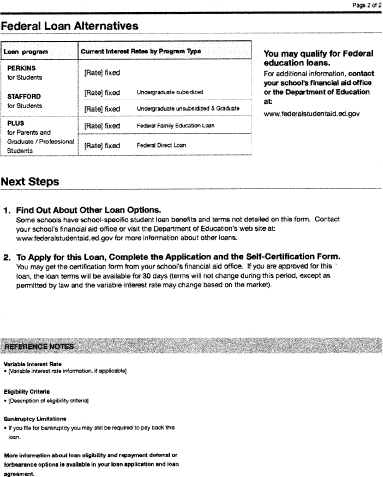 Page 2 of 2
Federal Loan Alternatives
Loan program
Current Interest Rates by Program Type
PERKINS
for Students
[Rate] fixed
STAFFORD
for Students
[Rate] fixed
Undergraduate subsidized
[Rate] fixed
Undergraduate unsubsidized & Graduate
PLUS
for Parents and
Graduate / Professional
Students
[Rate] fixed
Federal Family Education Loan
[Rate] fixed
Federal Direct Loan
You may qualify for Federal
education loans.
For additional information, contact
your school's financial aid office
or the Department of Education
at:
www.federalstudentaid.ed.gov
Next Steps
1. Find Out About Other Loan Options.
Some schools have school-specific student loan benefits and terms not detailed on this form. Contact
your school's financial aid office or visit the Department of Education's web site at:
www.federalstudentaid.ed.gov for more information about other loans.
2. To Apply for this Loan, Complete the Application and the Self-Certification Form.
You may get the certification form from your school's financial aid office. If you are approved for this
loan, the loan terms will be available for 30 days (terms will not change during this period, except as
permitted by law and the variable interest rate may change based on the market).
REFERENCE NOTES
Variable Interest Rate
• [Variable interest rate information, if applicable]
Eligibility Criteria
• [Description of eligibility criteria]
Bankruptcy Limitations
• If you file for bankruptcy you may still be required to pay back this
loan.
More information about loan eligibility and repayment deferral or
forbearance options is available in your loan application and loan
agreement.